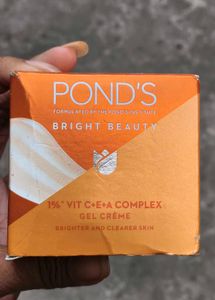 POND'S
FORMULATED BY THE POND'S INSTITUTE
BRIGHT BEAUTY
1%* VIT C+E+A COMPLEX
GEL CRÈME
BRIGHTER AND CLEARER SKIN